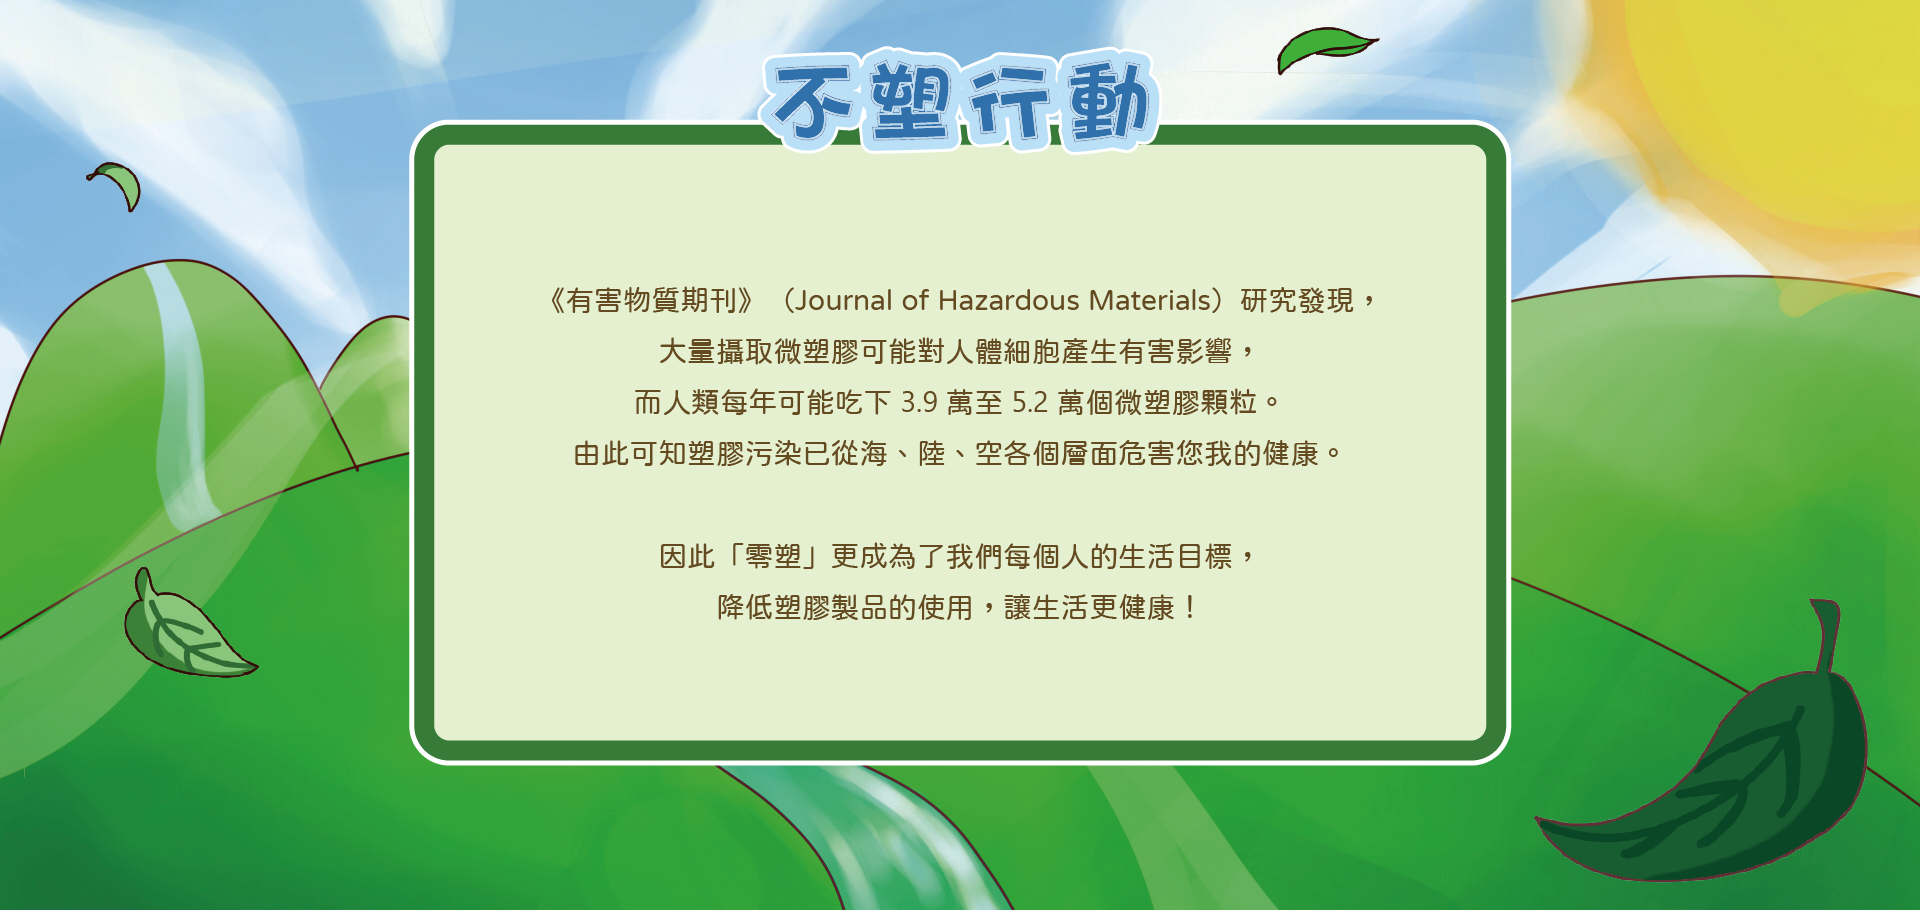 不塑行動
《有害物質期刊》（Journal of Hazardous Materials）研究發現，
大量攝取微塑膠可能對人體細胞產生有害影響，
而人類每年可能吃下 3.9 萬至 5.2 萬個微塑膠顆粒。
由此可知塑膠污染已從海、陸、空各個層面危害您我的健康。
因此「零塑」更成為了我們每個人的生活目標，
降低塑膠製品的使用，讓生活更健康！